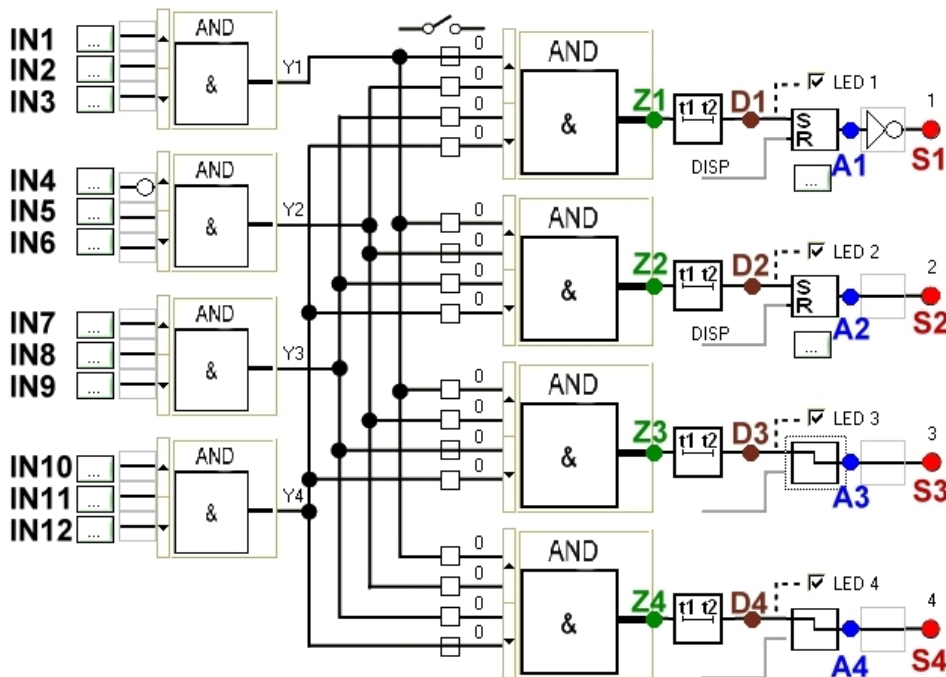 IN1
IN2
IN3
...
...
...
AND
&
Y1
IN4
IN5
IN6
...
...
...
AND
&
Y2
IN7
IN8
IN9
...
...
...
AND
&
Y3
IN10
IN11
IN12
...
...
...
AND
&
Y4
0
0
0
0
AND
&
Z1
t1 t2
D1
LED 1
DISP
S
R
...
A1
1
S1
0
0
0
0
AND
&
Z2
t1 t2
D2
LED 2
DISP
S
R
...
A2
2
S2
0
0
0
0
AND
&
Z3
t1 t2
D3
LED 3
A3
3
S3
0
0
0
0
AND
&
Z4
t1 t2
D4
LED 4
A4
4
S4